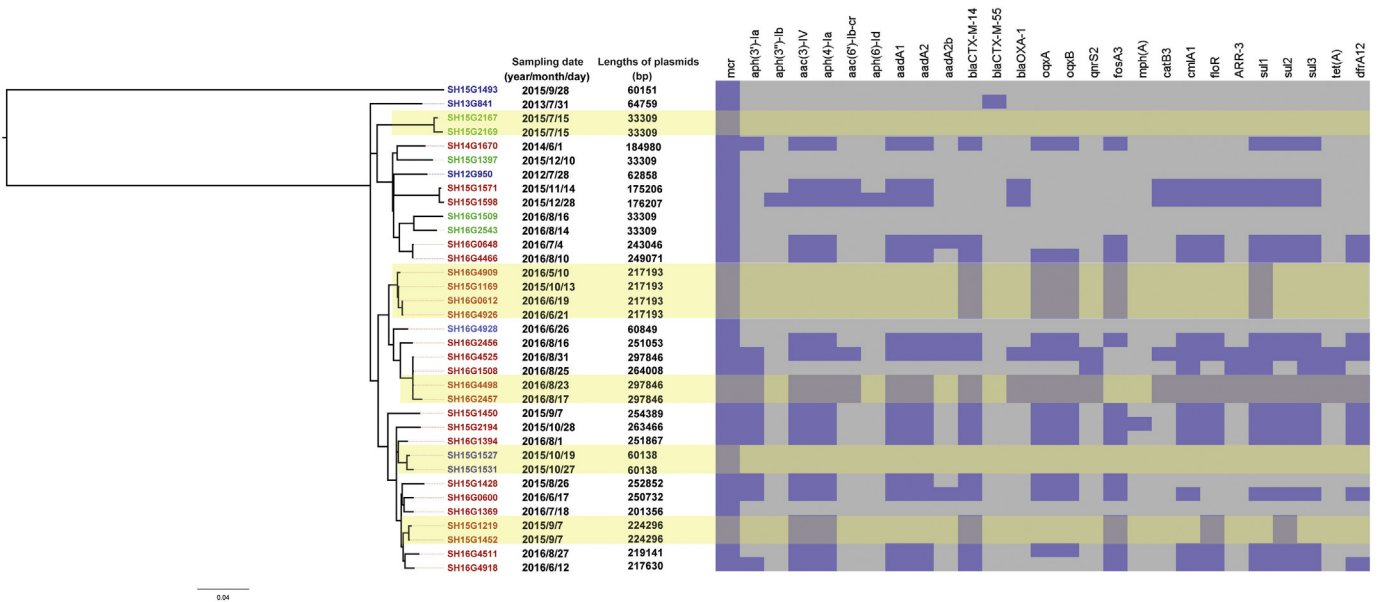 Sampling date Lengths of plasmids
(year/month/day) (bp)
mcr aph(3')-Ia aph(3'')-Ib aac(3)-IV aph(4)-Ia aac(6')-Ib-cr aph(6)-Id aadA1 aadA2 aadA2b blaCTX-M-14 blaCTX-M-55 blaOXA-1 oqxA oqxB qnrS2 fosA3 mph(A) catB3 cmlA1 floR ARR-3 sul1 sul2 sul3 tet(A) dfrA12
SH15G1493 2015/9/28 60151
SH13G841 2013/7/31 64759
SH15G2167 2015/7/15 33309
SH15G2169 2015/7/15 33309
SH14G1670 2014/6/1 184980
SH15G1397 2015/12/10 33309
SH12G950 2012/7/28 62858
SH15G1571 2015/11/14 175206
SH15G1598 2015/12/28 176207
SH16G1509 2016/8/16 33309
SH16G2543 2016/8/14 33309
SH16G0648 2016/7/4 243046
SH16G4466 2016/8/10 249071
SH16G4909 2016/5/10 217193
SH15G1169 2015/10/13 217193
SH16G0612 2016/6/19 217193
SH16G4926 2016/6/21 217193
SH16G4928 2016/6/26 60849
SH16G2456 2016/8/16 251053
SH16G4525 2016/8/31 297846
SH16G1508 2016/8/25 264008
SH16G4498 2016/8/23 297846
SH16G2457 2016/8/17 297846
SH15G1450 2015/9/7 254389
SH15G2194 2015/10/28 263466
SH16G1394 2016/8/1 251867
SH15G1527 2015/10/19 60138
SH15G1531 2015/10/27 60138
SH15G1428 2015/8/26 252852
SH16G0600 2016/6/17 250732
SH16G1369 2016/7/18 201356
SH15G1219 2015/9/7 224296
SH15G1452 2015/9/7 224296
SH16G4511 2016/8/27 219141
SH16G4918 2016/6/12 217630
0.04